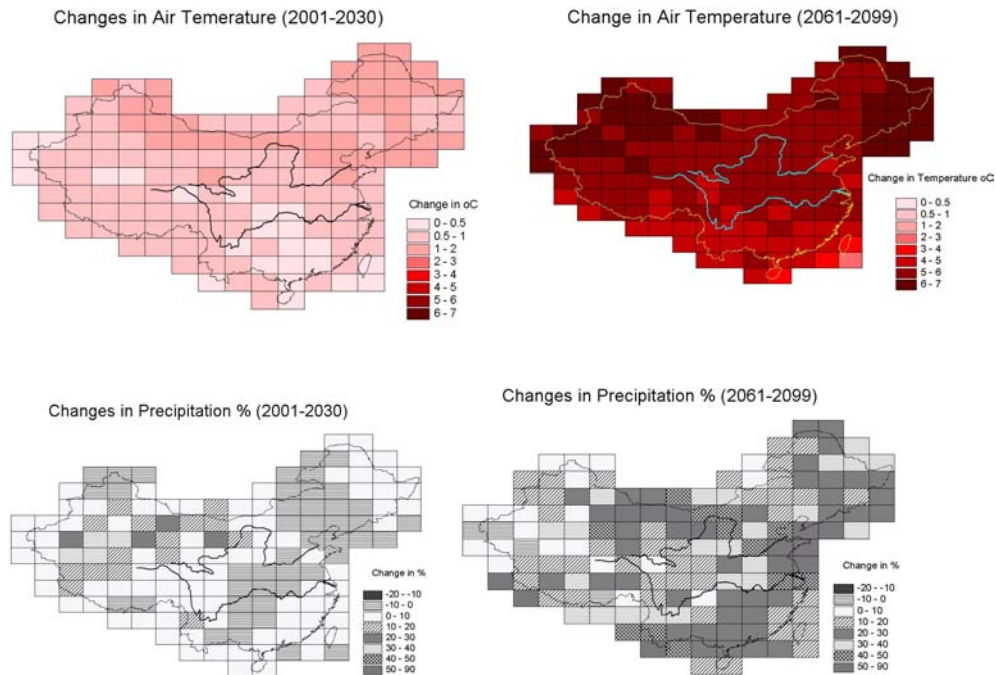 Changes in Air Temerature (2001-2030)
Change in oC
0 - 0.5
0.5 - 1
1 - 2
2 - 3
3 - 4
4 - 5
5 - 6
6 - 7
Change in Air Temperature (2061-2099)
Change in Temperature oC
0 - 0.5
0.5 - 1
1 - 2
2 - 3
3 - 4
4 - 5
5 - 6
6 - 7
Changes in Precipitation % (2001-2030)
Change in %
-20 - -10
-10 - 0
0 - 10
10 - 20
20 - 30
30 - 40
40 - 50
50 - 90
Changes in Precipitation % (2061-2099)
Change in %
-20 - -10
-10 - 0
0 - 10
10 - 20
20 - 30
30 - 40
40 - 50
50 - 90